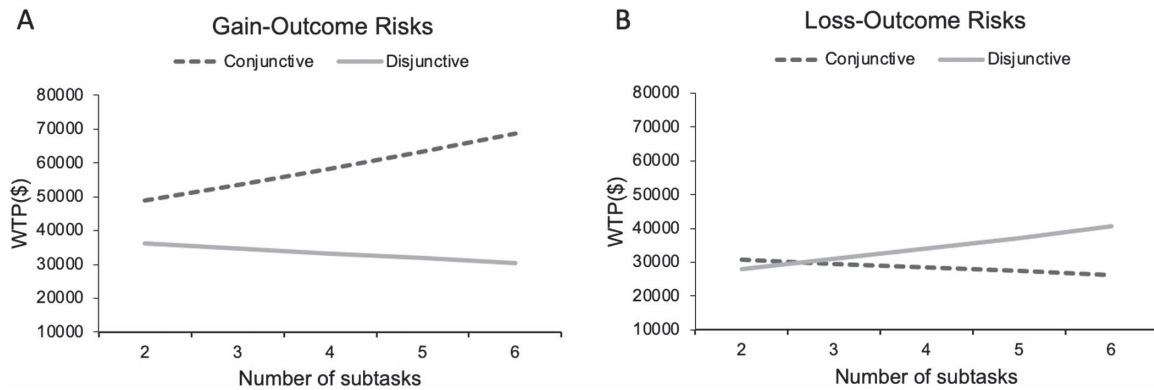 A
Gain-Outcome Risks
Conjunctive Disjunctive
80000
70000
60000
50000
40000
30000
20000
10000
WTP($)
2 3 4 5 6
Number of subtasks
B
Loss-Outcome Risks
Conjunctive Disjunctive
80000
70000
60000
50000
40000
30000
20000
10000
WTP($)
2 3 4 5 6
Number of subtasks